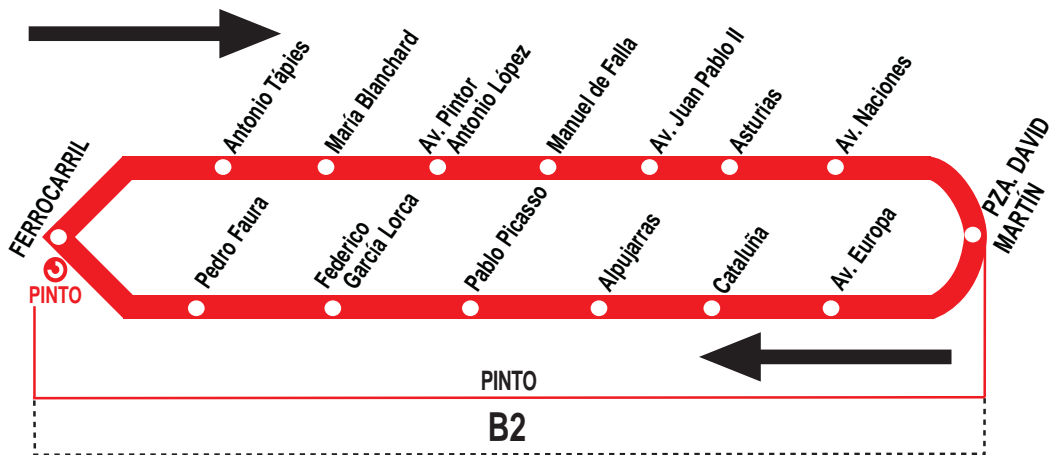 Antonio Tápies
María Blanchard
Av. Pintor
Antonio López
Manuel de Falla
Av. Juan Pablo II
Asturias
Av. Naciones
FERROCARRIL
PZA. DAVID
MARTÍN
Pedro Faura
Federico
García Lorca
Pablo Picasso
Alpujarras
Cataluña
Av. Europa
PINTO
PINTO
B2